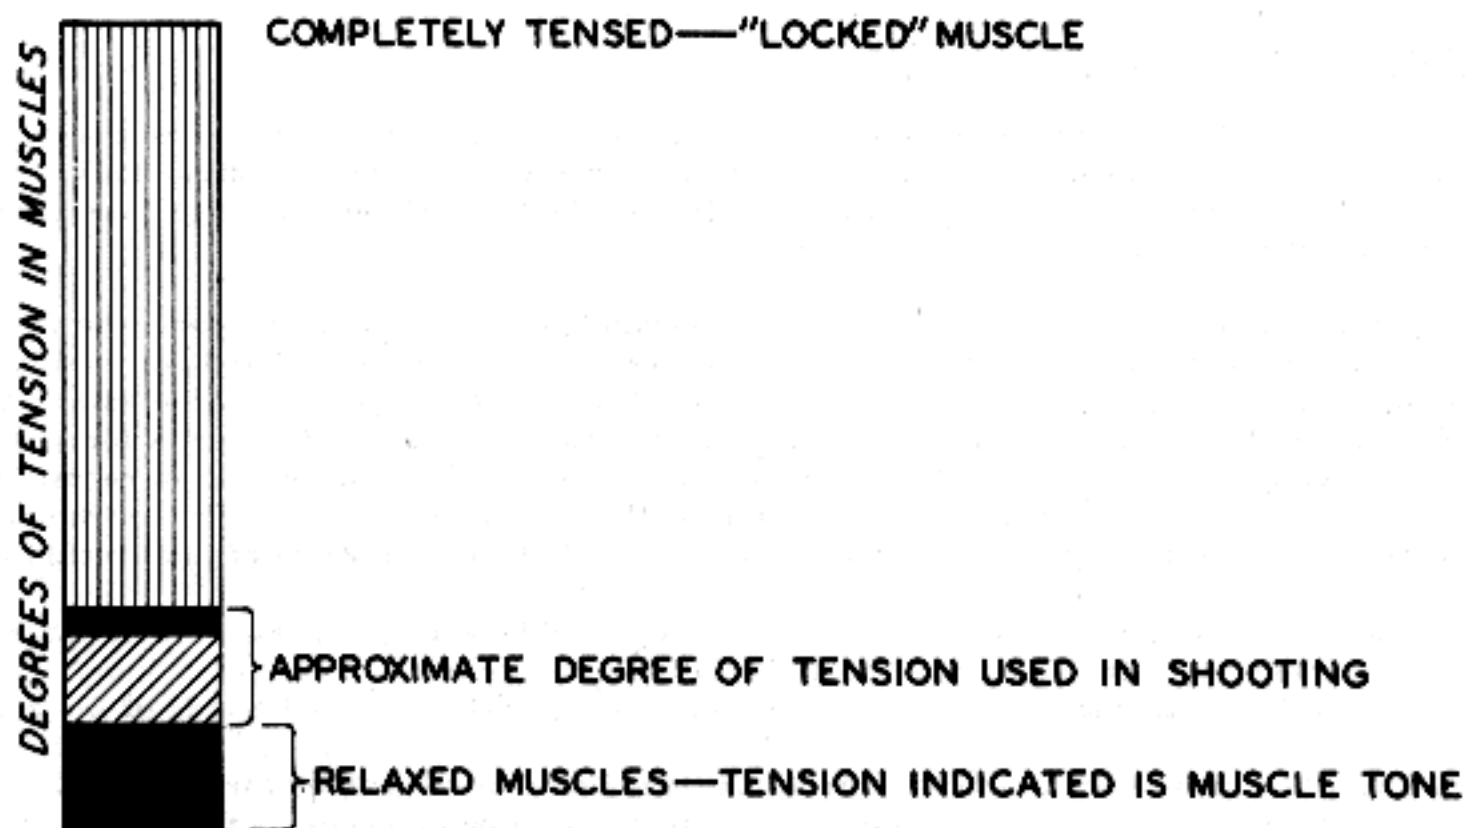 DEGREES OF TENSION IN MUSCLES
COMPLETELY TENSED—"LOCKED" MUSCLE
APPROXIMATE DEGREE OF TENSION USED IN SHOOTING
RELAXED MUSCLES—TENSION INDICATED IS MUSCLE TONE